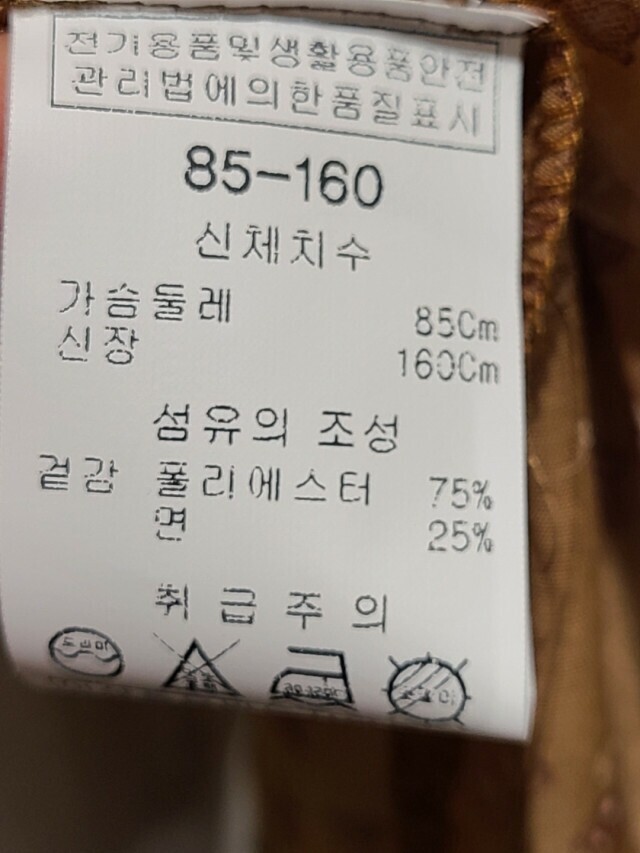 전기용품및생활용품안전
관리법에의한품질표시
85-160
신체치수
가슴둘레 85Cm
신장 160Cm
섬유의 조성
겉감 폴리에스터 75%
면 25%
취급주의